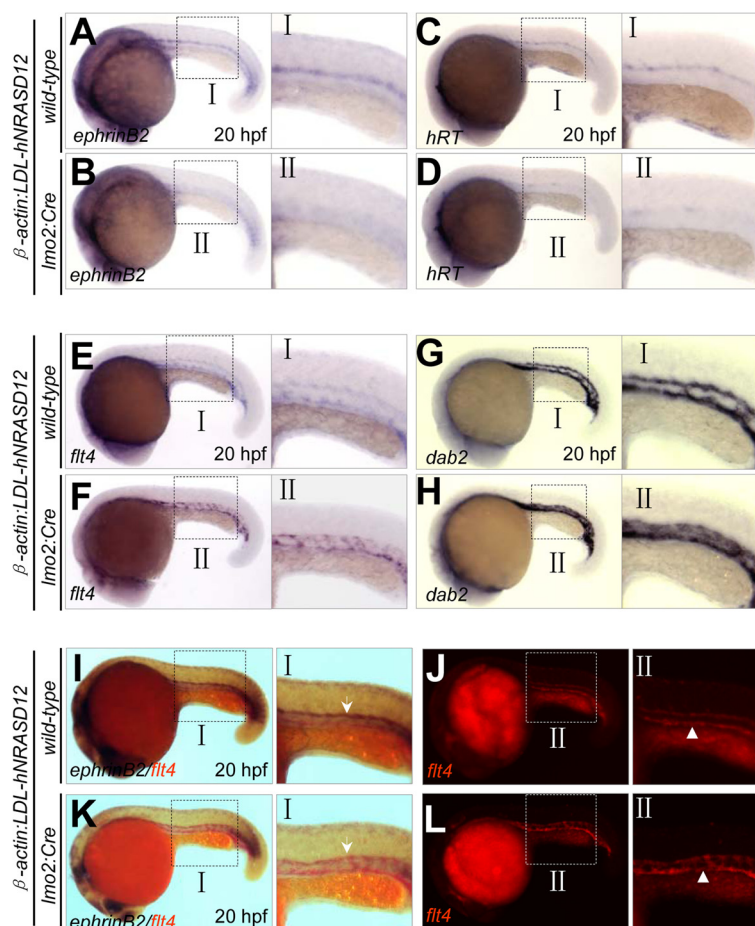 β-actin:LDL-hNRASD12
wild-type
lmo2:Cre
A
I
ephrinB2
20 hpf
I
C
I
hRT
20 hpf
I
B
II
ephrinB2
II
D
II
hRT
II
β-actin:LDL-hNRASD12
wild-type
lmo2:Cre
E
I
flt4
20 hpf
I
G
I
dab2
20 hpf
I
F
II
flt4
II
H
II
dab2
II
β-actin:LDL-hNRASD12
wild-type
lmo2:Cre
I
I
ephrinB2/flt4
20 hpf
I
J
II
flt4
II
K
I
ephrinB2/flt4
20 hpf
I
L
II
flt4
II